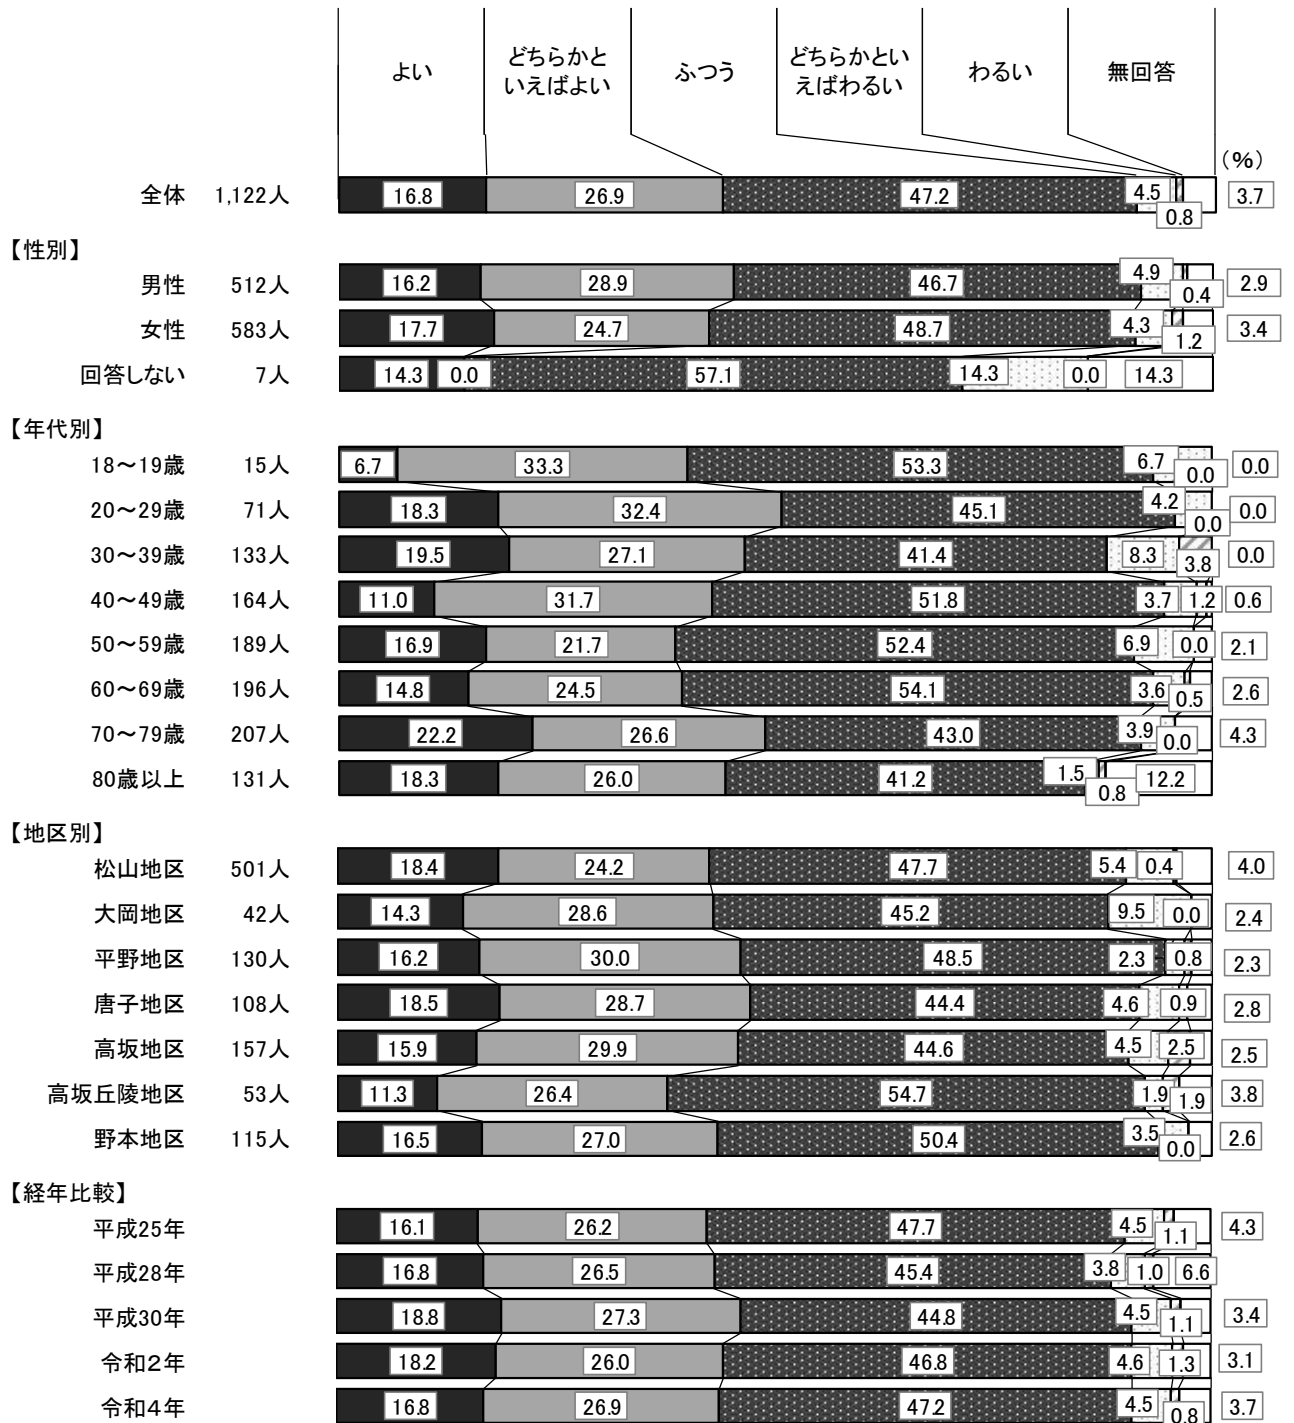 よい
どちらかと
いえばよい
ふつう
どちらかとい
えばわるい
わるい
無回答
(%)
全体 1,122人 16.8 26.9 47.2 4.5 0.8 3.7
【性別】
男性 512人 16.2 28.9 46.7 4.9 0.4 2.9
女性 583人 17.7 24.7 48.7 4.3 1.2 3.4
回答しない 7人 14.3 0.0 57.1 14.3 0.0 14.3
【年代別】
18～19歳 15人 6.7 33.3 53.3 6.7 0.0 0.0
20～29歳 71人 18.3 32.4 45.1 4.2 0.0 0.0
30～39歳 133人 19.5 27.1 41.4 8.3 3.8 0.0
40～49歳 164人 11.0 31.7 51.8 3.7 1.2 0.6
50～59歳 189人 16.9 21.7 52.4 6.9 0.0 2.1
60～69歳 196人 14.8 24.5 54.1 3.6 0.5 2.6
70～79歳 207人 22.2 26.6 43.0 3.9 0.0 4.3
80歳以上 131人 18.3 26.0 41.2 1.5 0.8 12.2
【地区別】
松山地区 501人 18.4 24.2 47.7 5.4 0.4 4.0
大岡地区 42人 14.3 28.6 45.2 9.5 0.0 2.4
平野地区 130人 16.2 30.0 48.5 2.3 0.8 2.3
唐子地区 108人 18.5 28.7 44.4 4.6 0.9 2.8
高坂地区 157人 15.9 29.9 44.6 4.5 2.5 2.5
高坂丘陵地区 53人 11.3 26.4 54.7 1.9 1.9 3.8
野本地区 115人 16.5 27.0 50.4 3.5 0.0 2.6
【経年比較】
平成25年 16.1 26.2 47.7 4.5 1.1 4.3
平成28年 16.8 26.5 45.4 3.8 1.0 6.6
平成30年 18.8 27.3 44.8 4.5 1.1 3.4
令和２年 18.2 26.0 46.8 4.6 1.3 3.1
令和４年 16.8 26.9 47.2 4.5 0.8 3.7